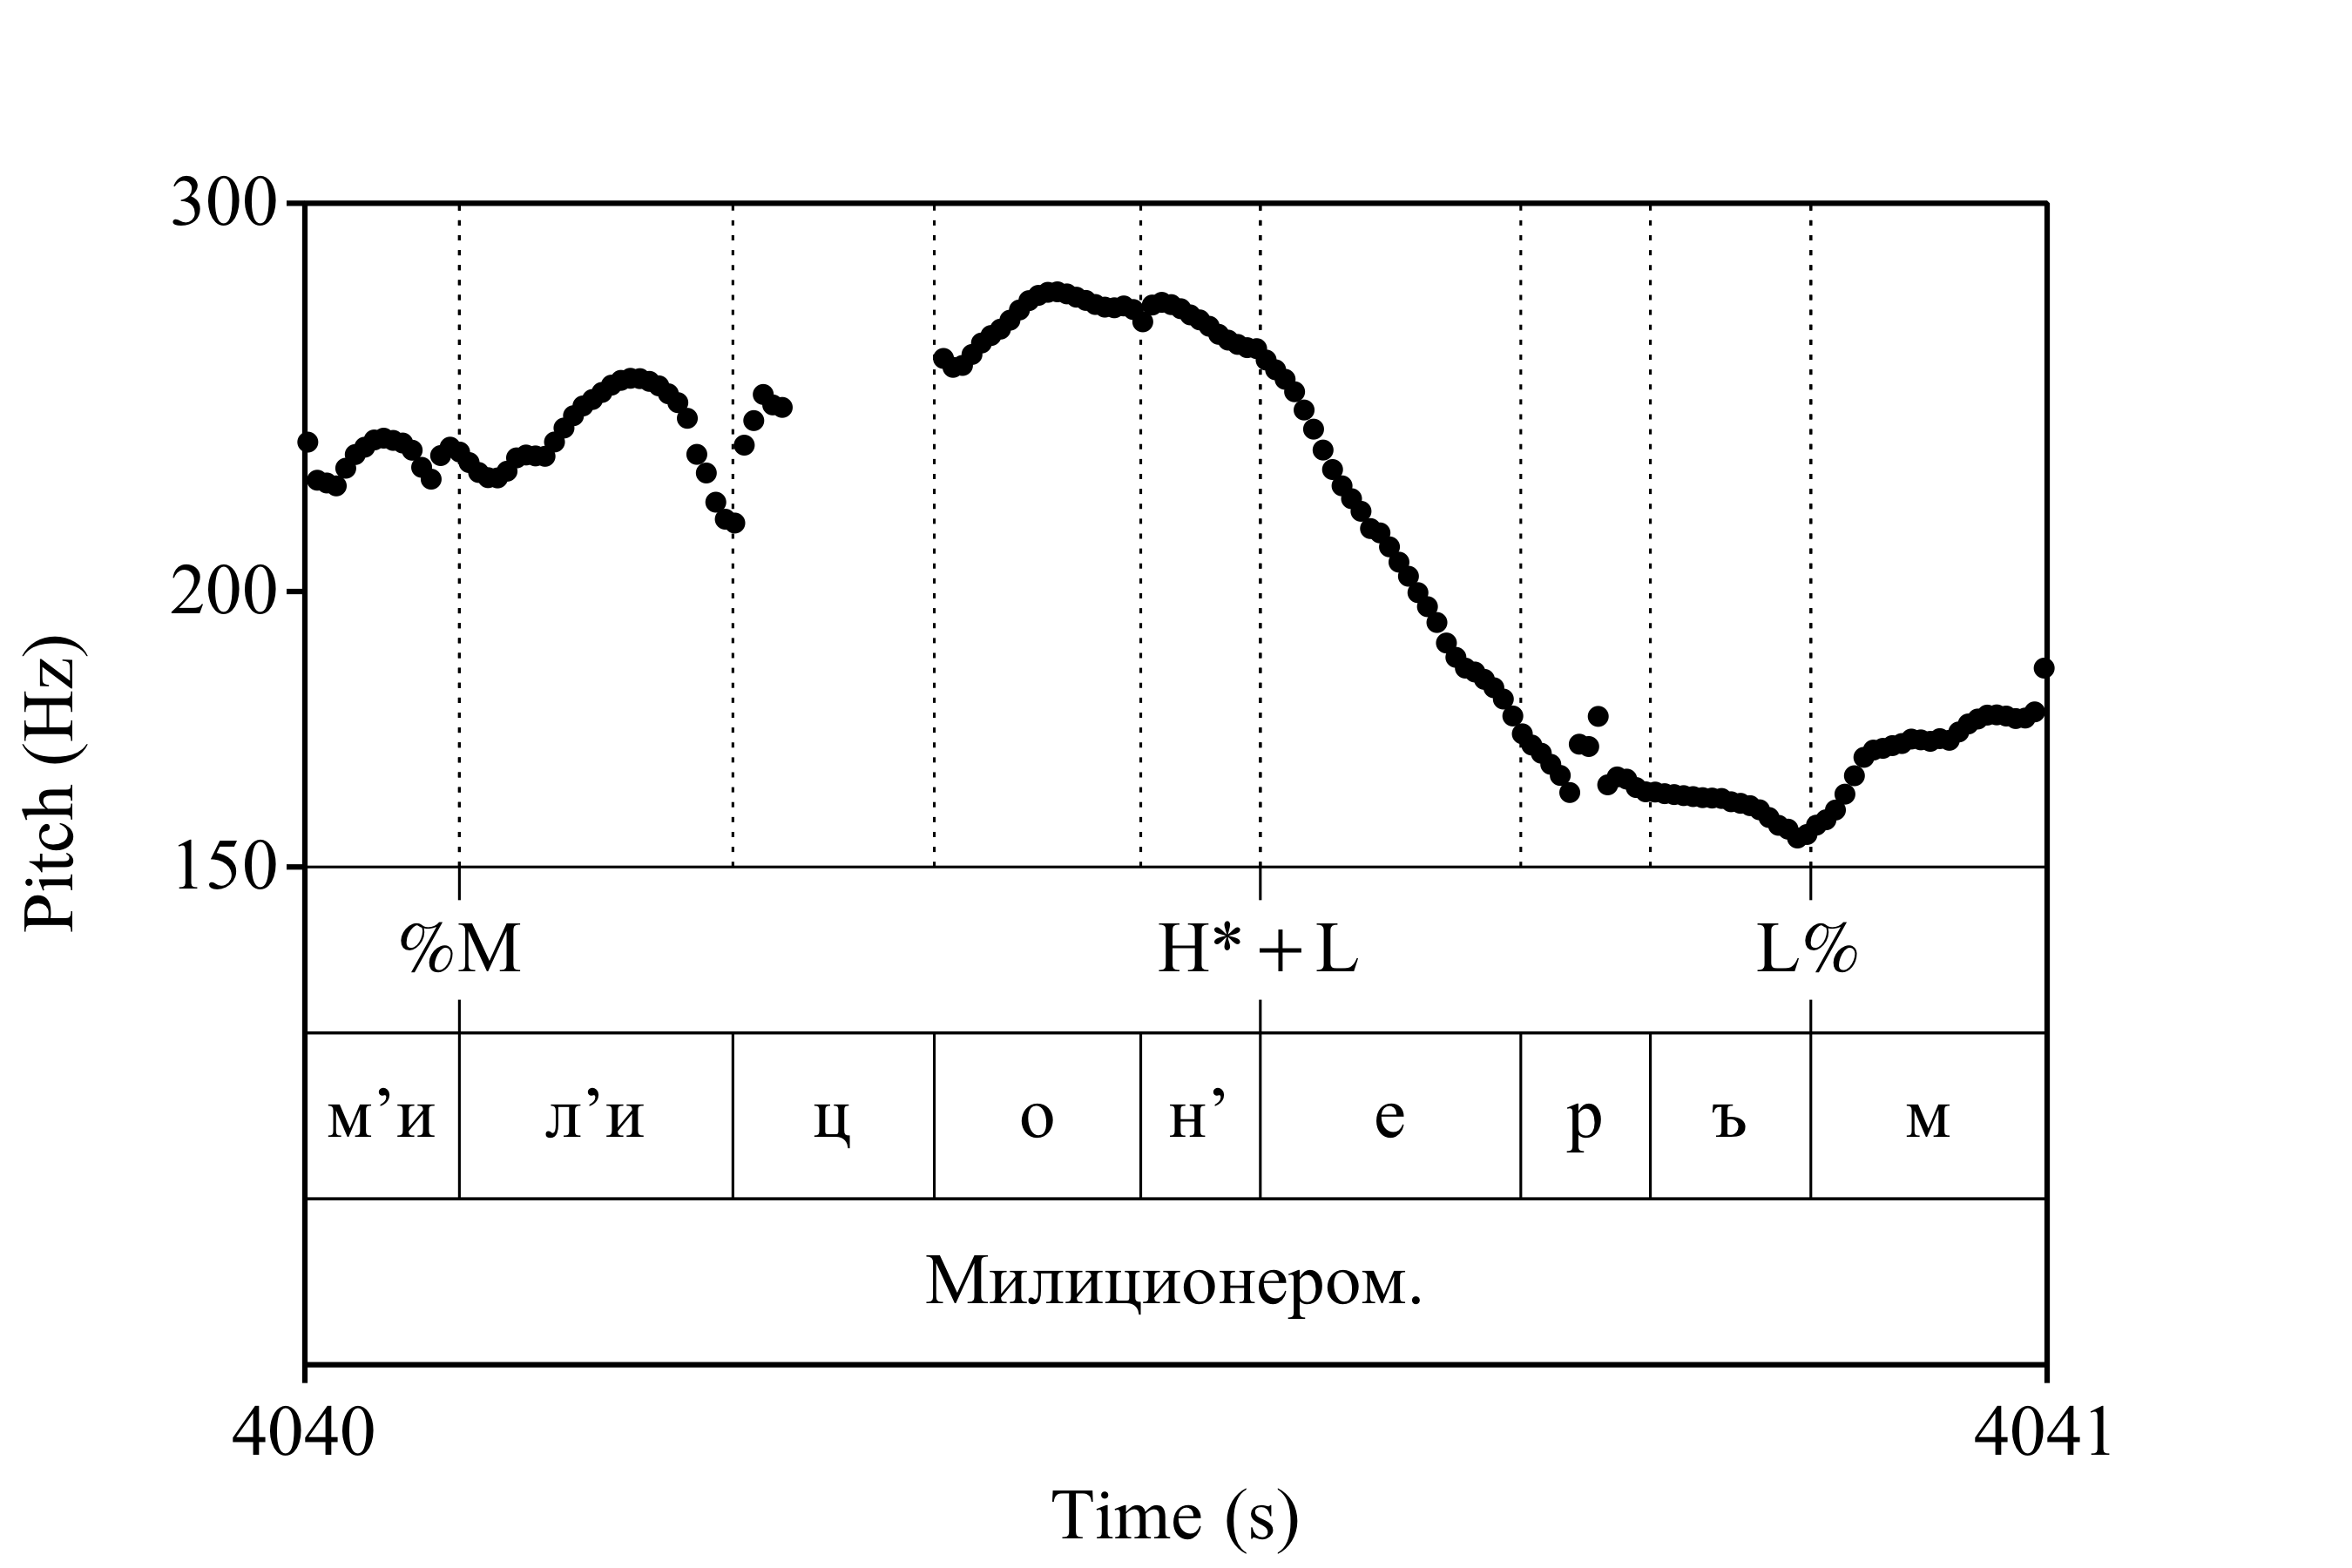 300
200
150
Pitch (Hz)
%M H*+L L%
м’и л’и ц о н’ е р ъ м
Милиционером.
4040 4041
Time (s)